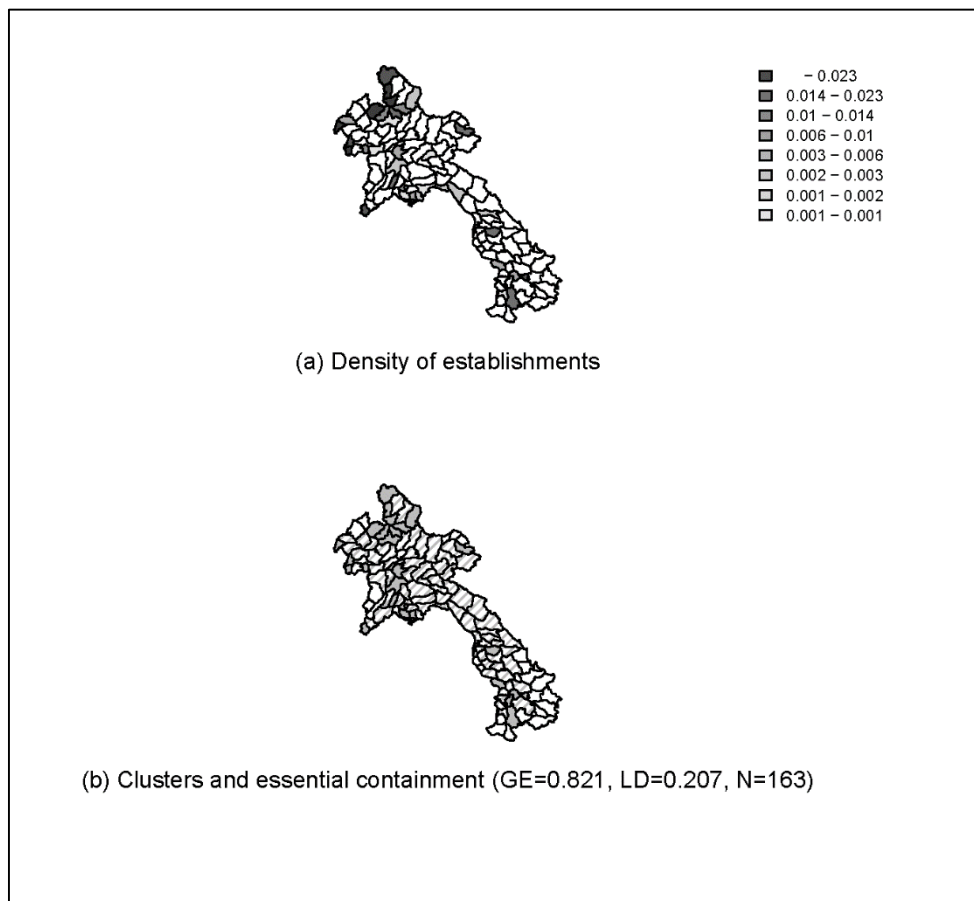 − 0.023
0.014 − 0.023
0.01 − 0.014
0.006 − 0.01
0.003 − 0.006
0.002 − 0.003
0.001 − 0.002
0.001 − 0.001
(a) Density of establishments
(b) Clusters and essential containment (GE=0.821, LD=0.207, N=163)